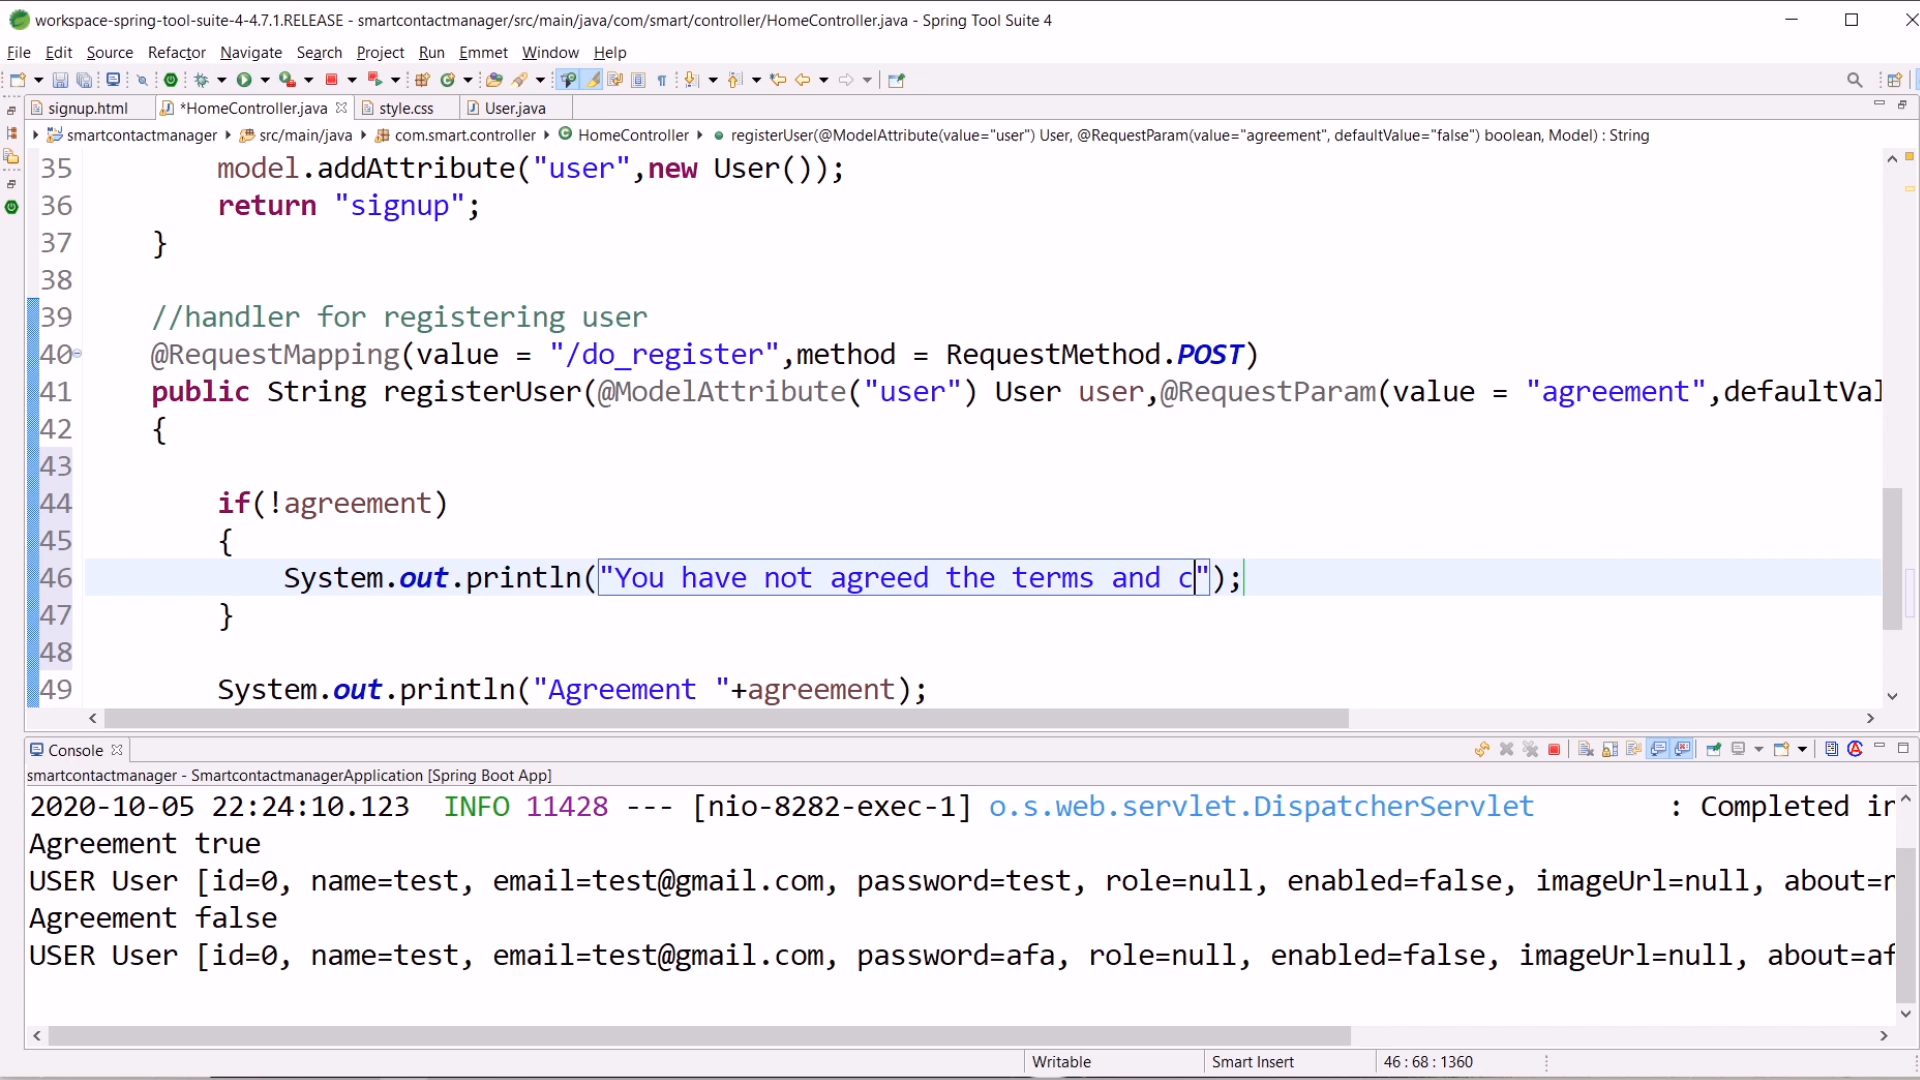 workspace-spring-tool-suite-4-4.7.1.RELEASE - smartcontactmanager/src/main/java/com/smart/controller/HomeController.java - Spring Tool Suite 4
File Edit Source Refactor Navigate Search Project Run Emmet Window Help
signup.html *HomeController.java style.css User.java
smartcontactmanager src/main/java com.smart.controller HomeController registerUser(@ModelAttribute(value="user") User, @RequestParam(value="agreement", defaultValue="false") boolean, Model) : String
35 model.addAttribute("user",new User());
36 return "signup";
37 }
38
39 //handler for registering user
40 @RequestMapping(value = "/do_register",method = RequestMethod.POST)
41 public String registerUser(@ModelAttribute("user") User user,@RequestParam(value = "agreement",defaultVal
42 {
43
44 if(!agreement)
45 {
46 System.out.println("You have not agreed the terms and c");
47 }
48
49 System.out.println("Agreement "+agreement);
Console
smartcontactmanager - SmartcontactmanagerApplication [Spring Boot App]
2020-10-05 22:24:10.123 INFO 11428 --- [nio-8282-exec-1] o.s.web.servlet.DispatcherServlet : Completed in
Agreement true
USER User [id=0, name=test, email=test@gmail.com, password=test, role=null, enabled=false, imageUrl=null, about=
Agreement false
USER User [id=0, name=test, email=test@gmail.com, password=afa, role=null, enabled=false, imageUrl=null, about=af
Writable Smart Insert 46 : 68 : 1360